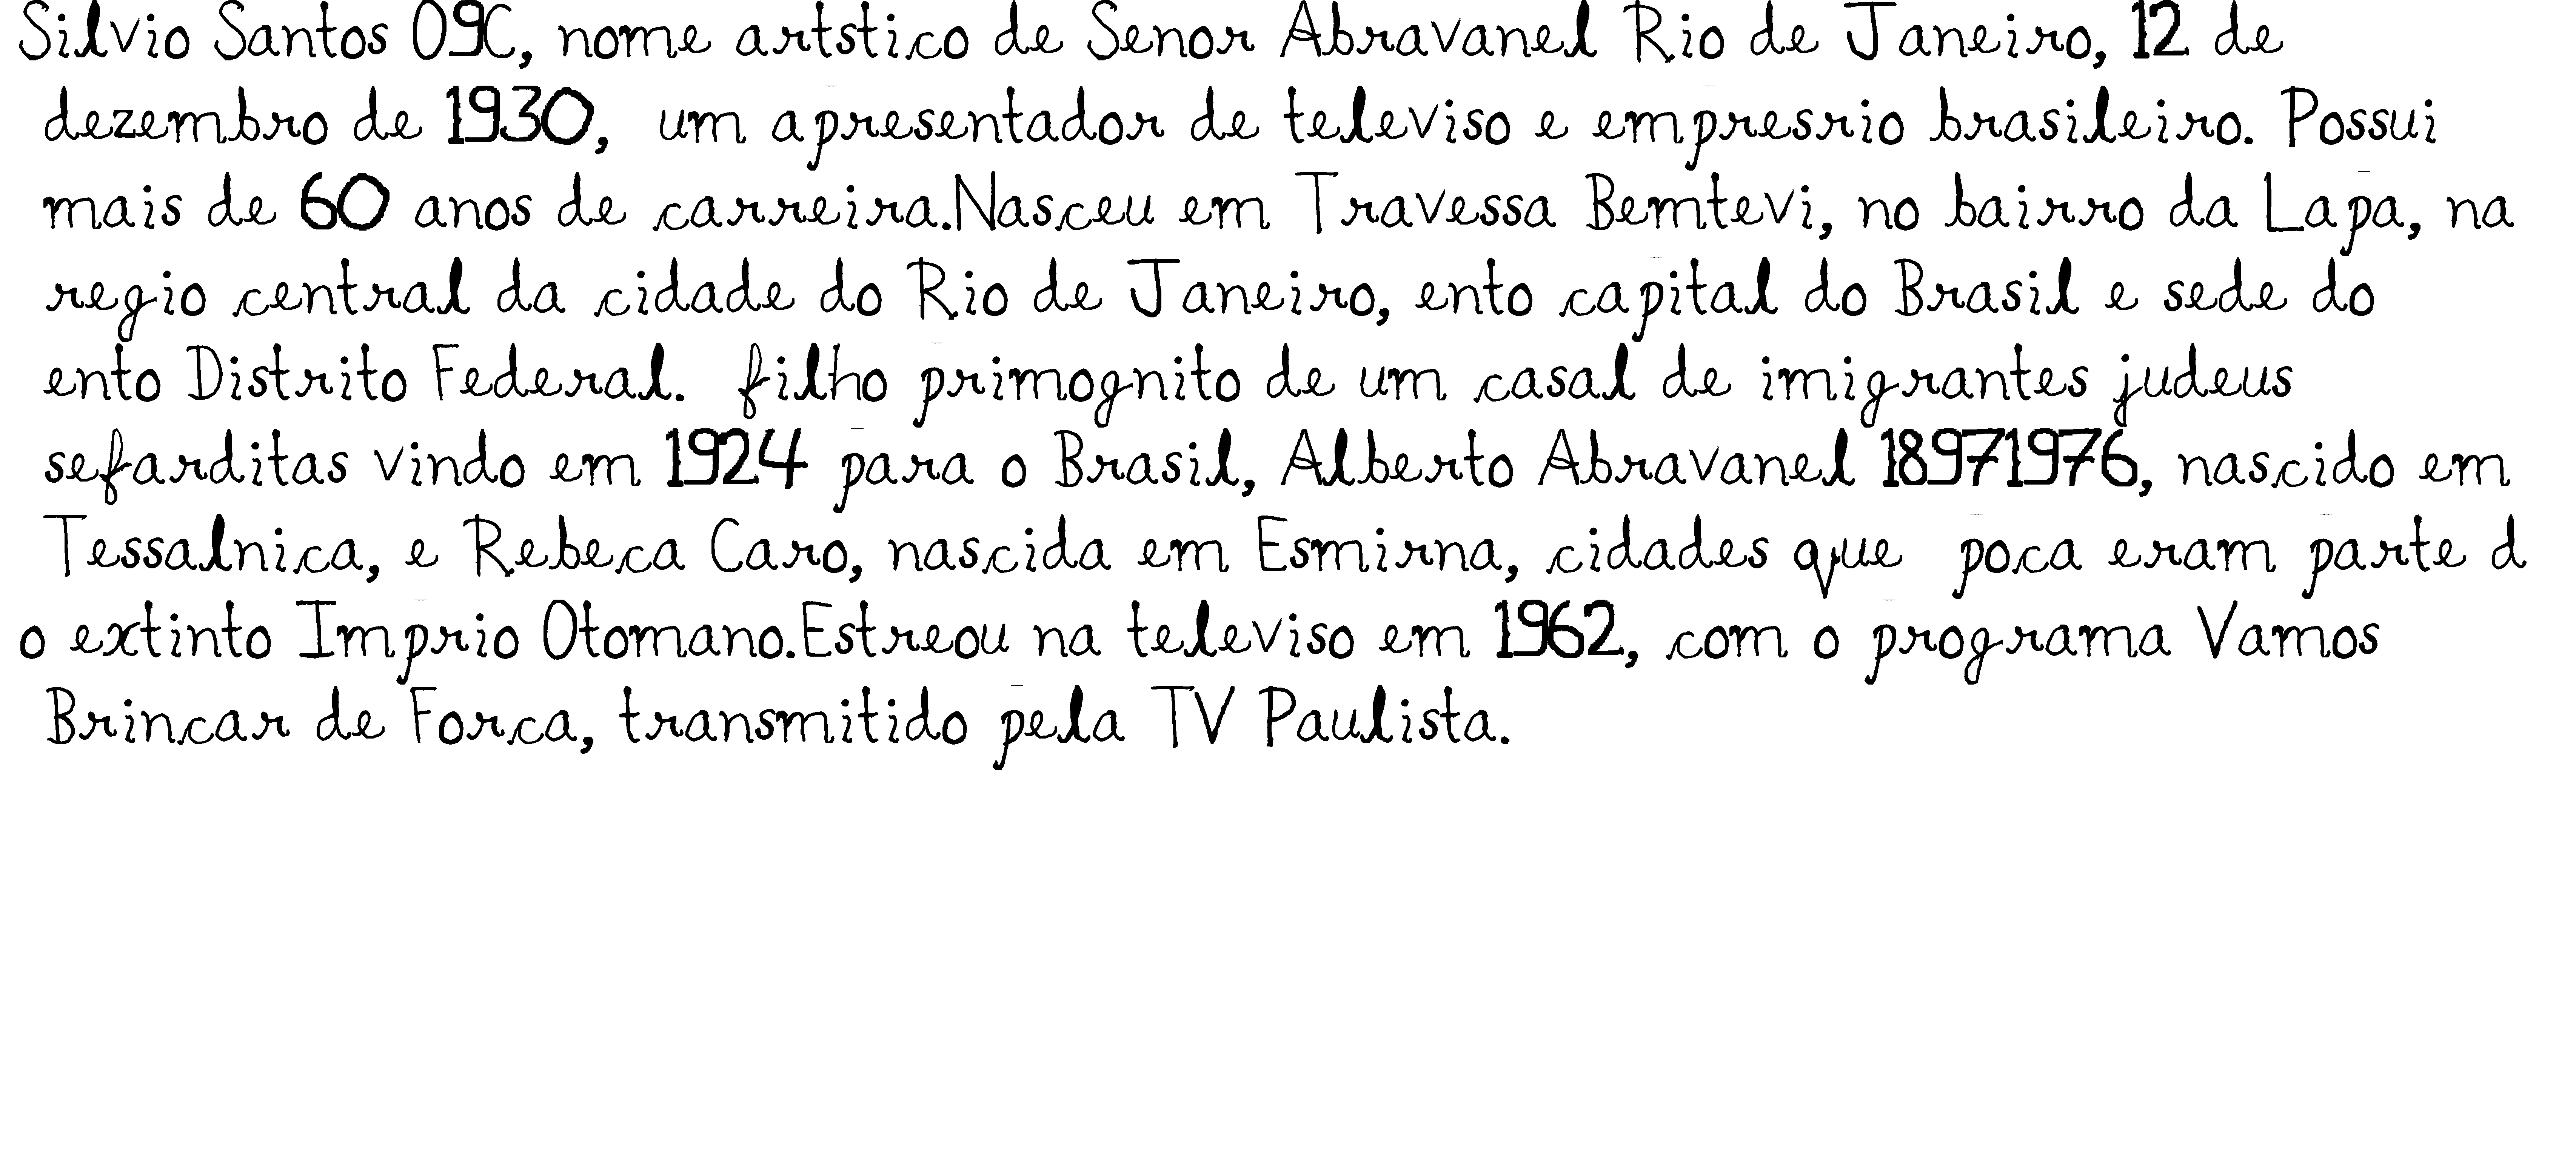 Silvio Santos O9C, nome artstico de Senor Abravanel Rio de Janeiro, 12 de
dezembro de 1930, um apresentador de televiso e empresrio brasileiro. Possui
mais de 60 anos de carreira.Nasceu em Travessa Bemtevi, no bairro da Lapa, na
regio central da cidade do Rio de Janeiro, ento capital do Brasil e sede do
ento Distrito Federal. filho primognito de um casal de imigrantes judeus
sefarditas vindo em 1924 para o Brasil, Alberto Abravanel 18971976, nascido em
Tessalnica, e Rebeca Caro, nascida em Esmirna, cidades que poca eram parte d
o extinto Imprio Otomano.Estreou na televiso em 1962, com o programa Vamos
Brincar de Forca, transmitido pela TV Paulista.